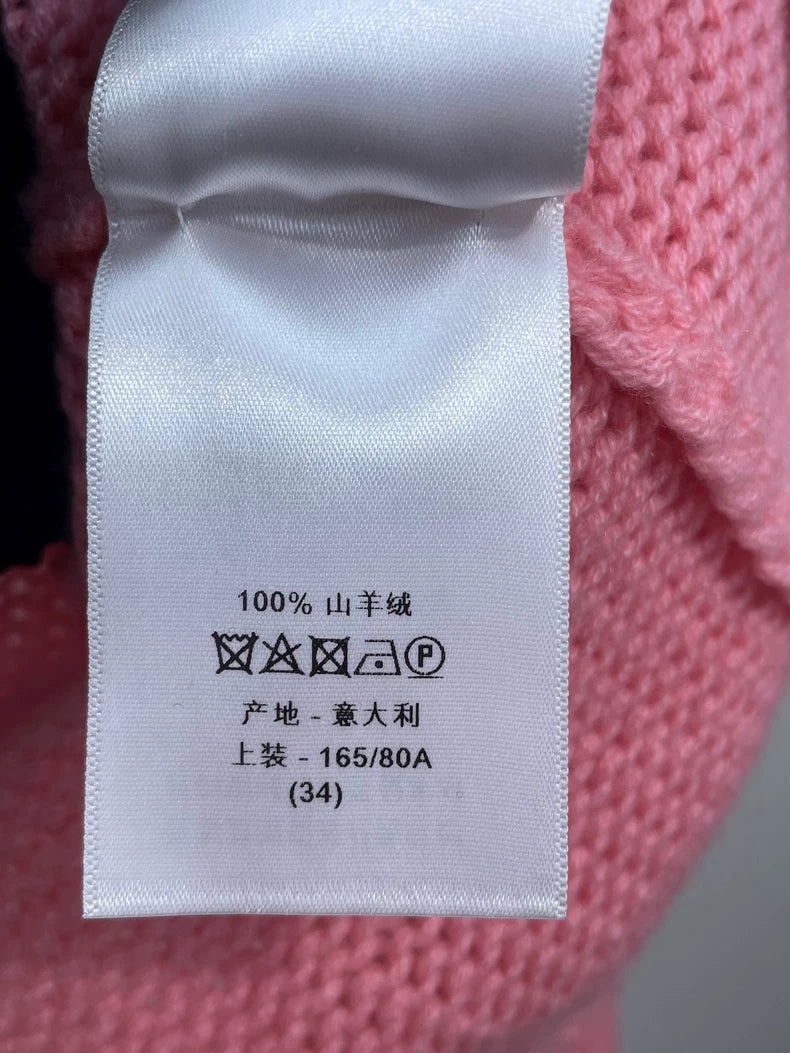 100% 山羊绒
P
产地 - 意大利
上装 - 165/80A
(34)